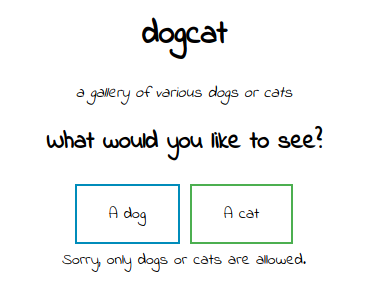 dogcat
a gallery of various dogs or cats
What would you like to see?
A dog A cat
Sorry, only dogs or cats are allowed.